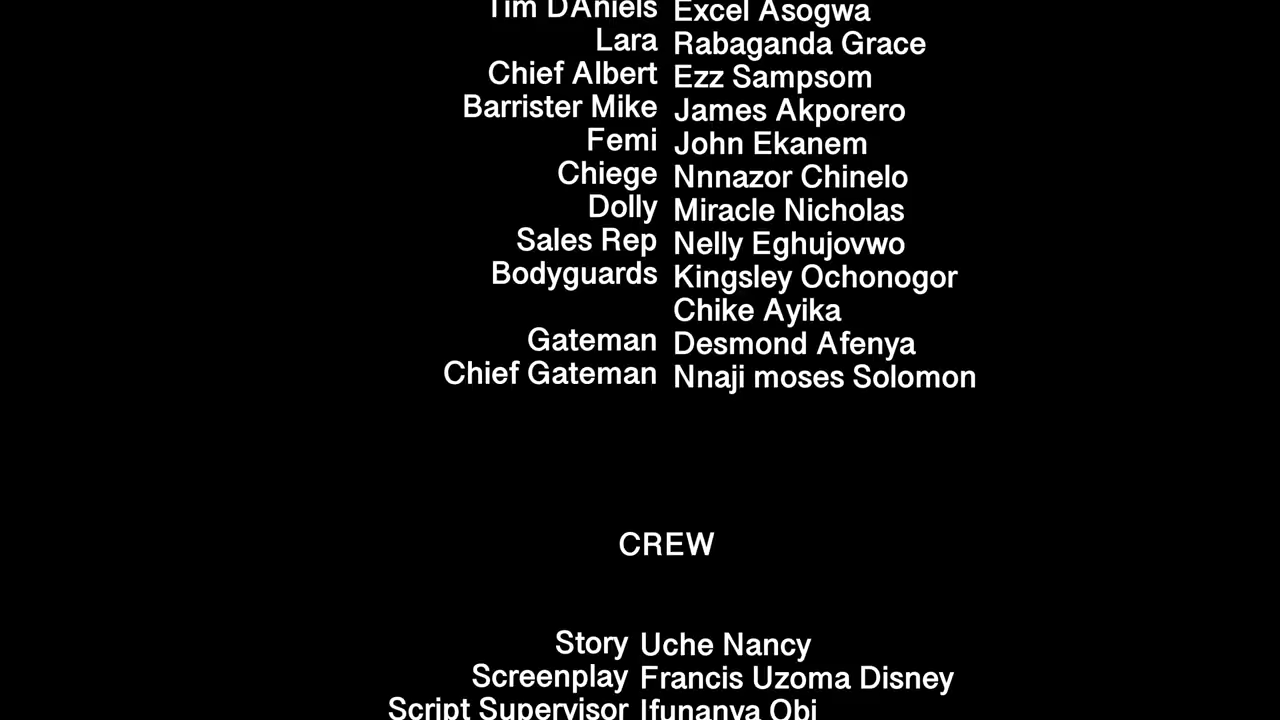 Tim DAniels Excel Asogwa
Lara Rabaganda Grace
Chief Albert Ezz Sampsom
Barrister Mike James Akporero
Femi John Ekanem
Chiege Nnnazor Chinelo
Dolly Miracle Nicholas
Sales Rep Nelly Eghujovwo
Bodyguards Kingsley Ochonogor
Chike Ayika
Gateman Desmond Afenya
Chief Gateman Nnaji moses Solomon
CREW
Story Uche Nancy
Screenplay Francis Uzoma Disney
Script Supervisor Ifunanya Obi